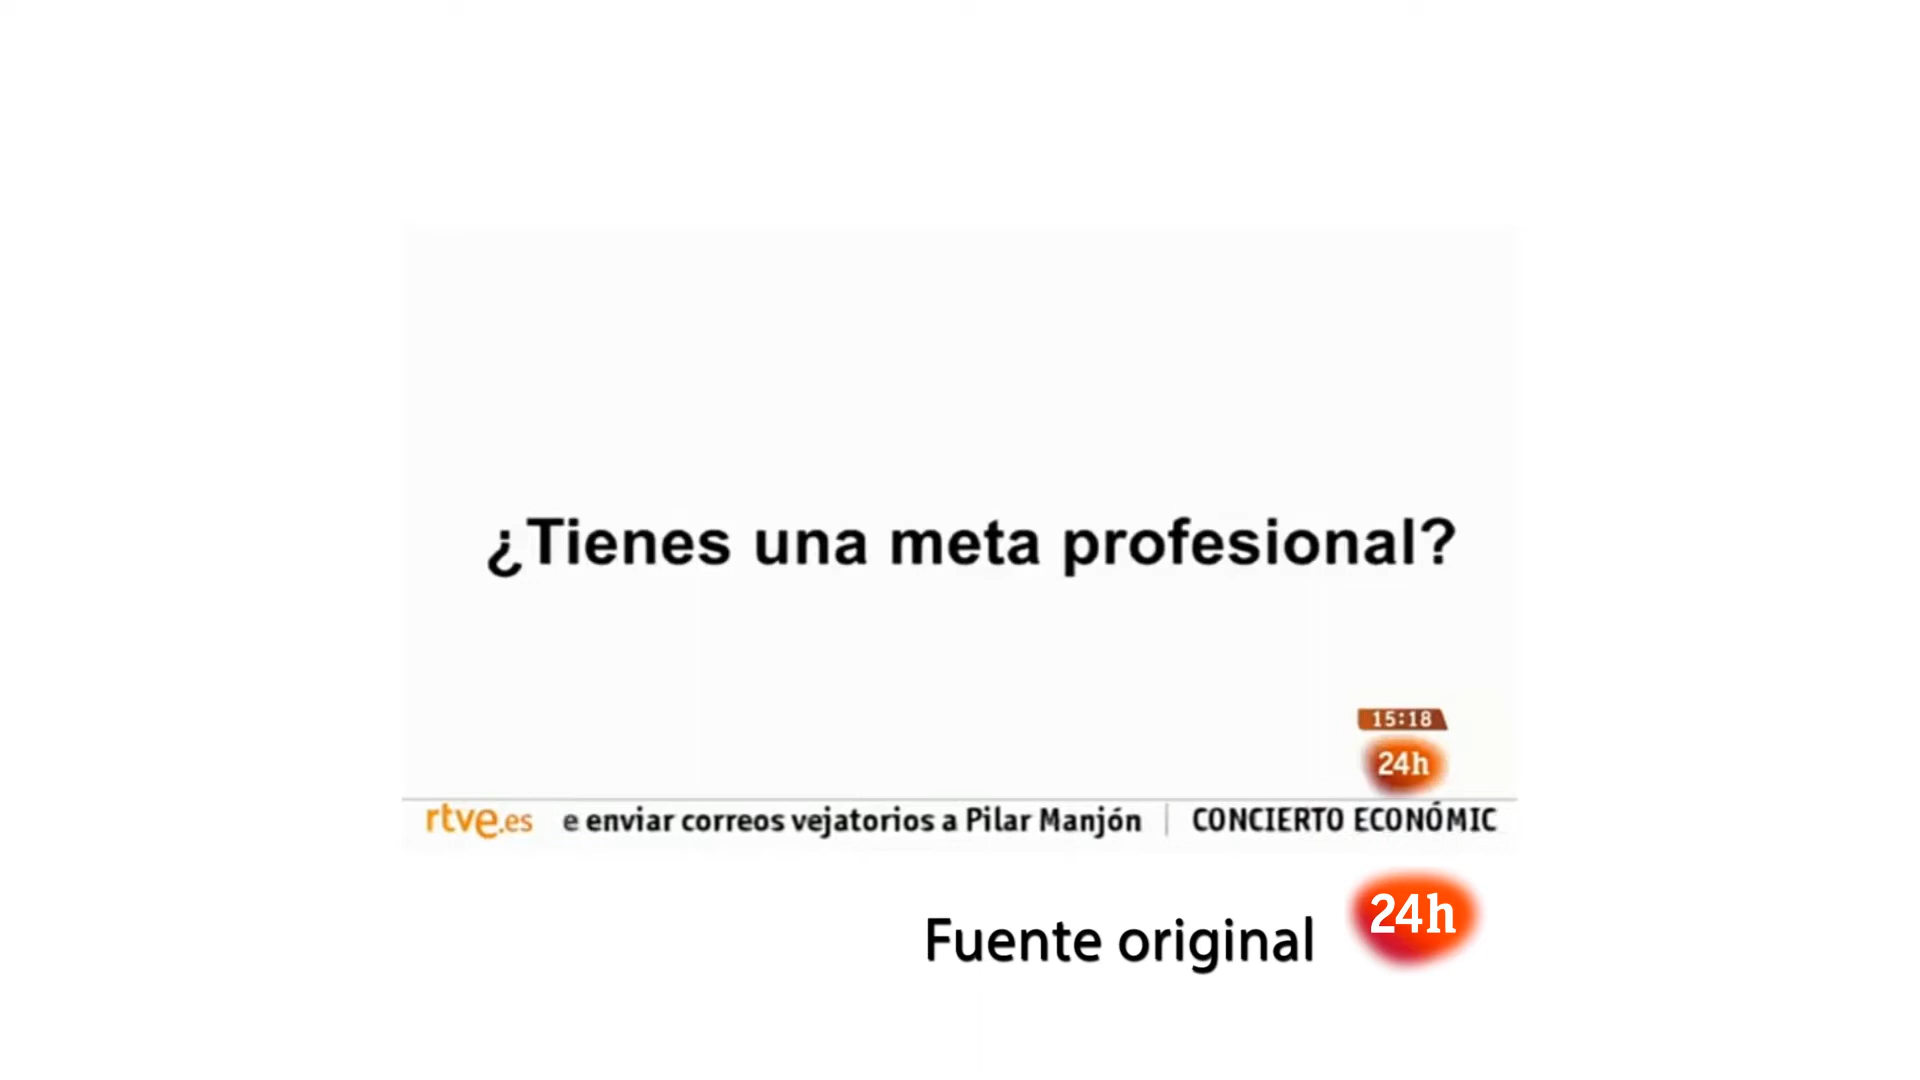 ¿Tienes una meta profesional?
15:18
24h
rtve.es e enviar correos vejatorios a Pilar Manjón | CONCIERTO ECONÓMIC
Fuente original 24h